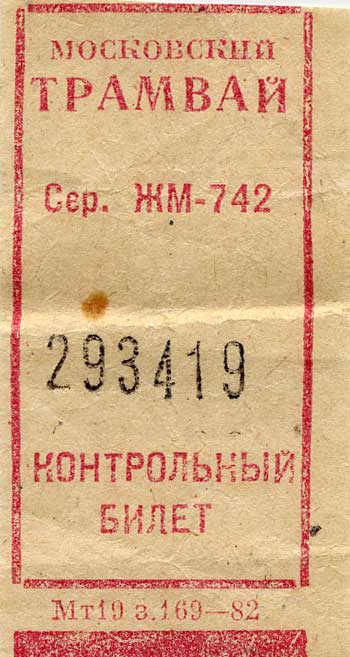 МОСКОВСКИЙ
ТРАМВАЙ
Сер. ЖМ-742
293419
КОНТРОЛЬНЫЙ
БИЛЕТ
Мт19 з.169—82